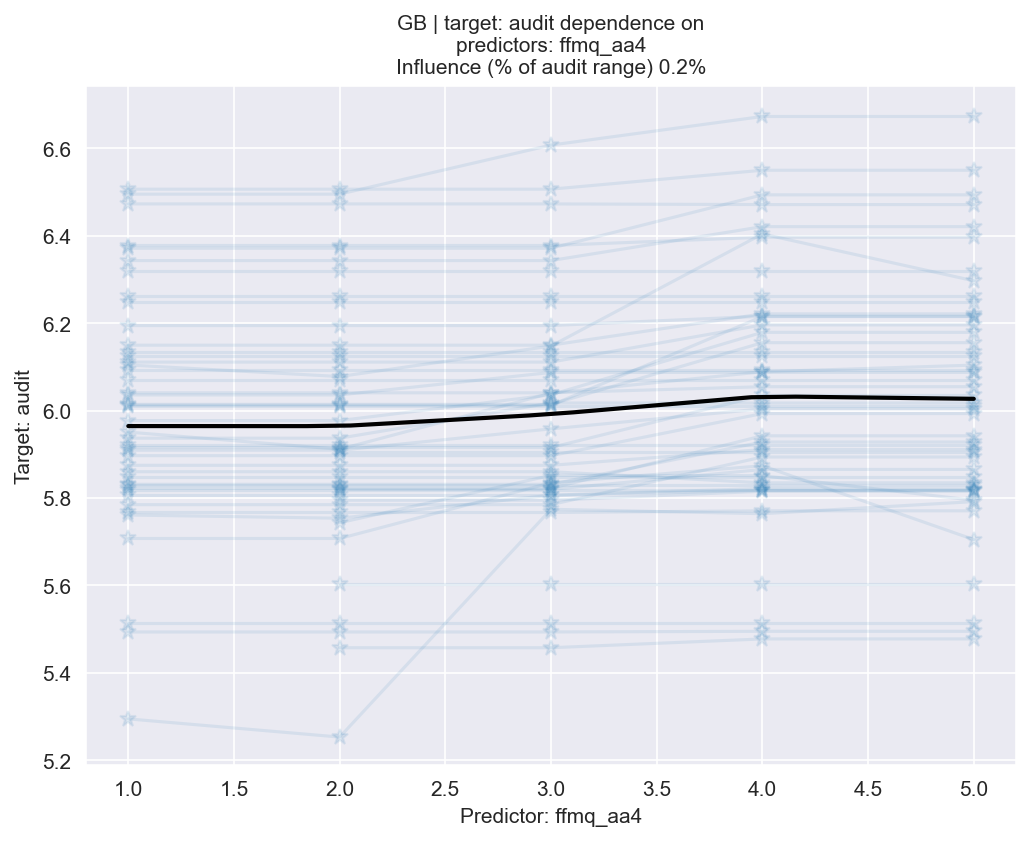 GB | target: audit dependence on
predictors: ffmq_aa4
Influence (% of audit range) 0.2%
Target: audit
6.6
6.4
6.2
6.0
5.8
5.6
5.4
5.2
1.0 1.5 2.0 2.5 3.0 3.5 4.0 4.5 5.0
Predictor: ffmq_aa4